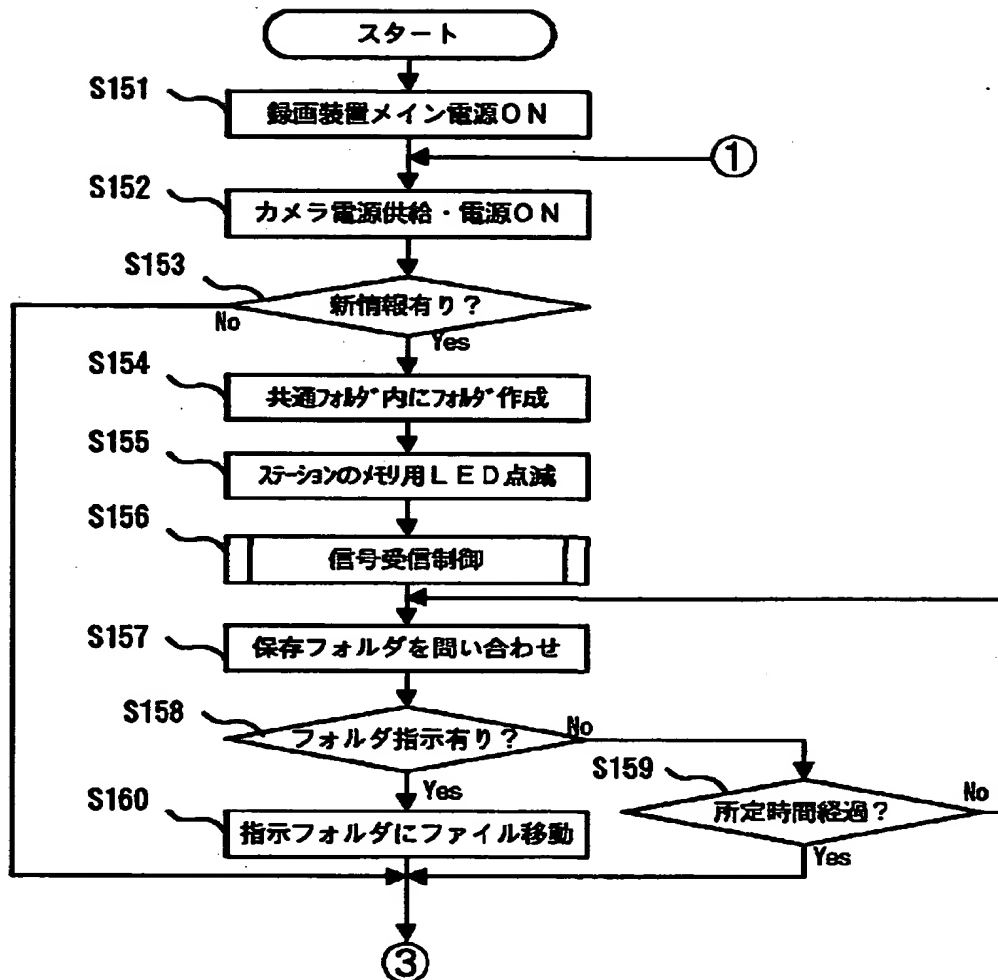 スタート
S151
録画装置メイン電源ON
①
S152
カメラ電源供給・電源ON
S153
新情報有り?
No
Yes
S154
共通フォルダ内にフォルダ作成
S155
ステーションのメモリ用LED点滅
S156
信号受信制御
S157
保存フォルダを問い合わせ
S158
フォルダ指示有り?
No
Yes
S159
所定時間経過?
No
Yes
S160
指示フォルダにファイル移動
③